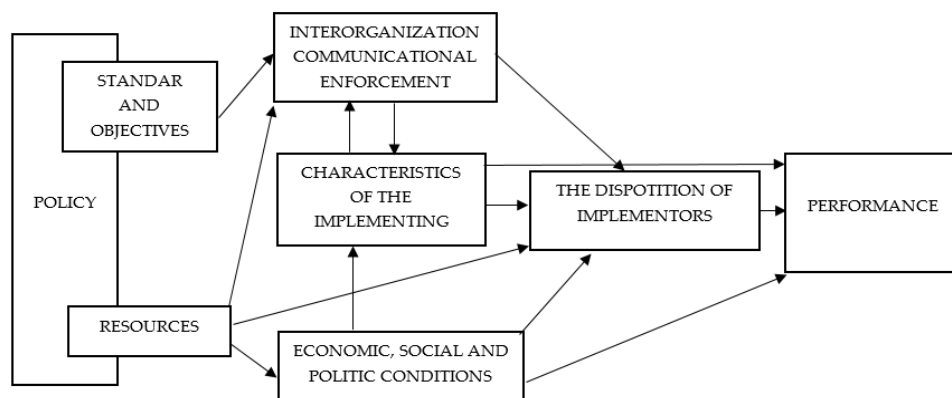 POLICY
STANDAR
AND
OBJECTIVES
RESOURCES
INTERORGANIZATION
COMMUNICATIONAL
ENFORCEMENT
CHARACTERISTICS
OF THE
IMPLEMENTING
ECONOMIC, SOCIAL AND
POLITIC CONDITIONS
THE DISPOTITION OF
IMPLEMENTORS
PERFORMANCE